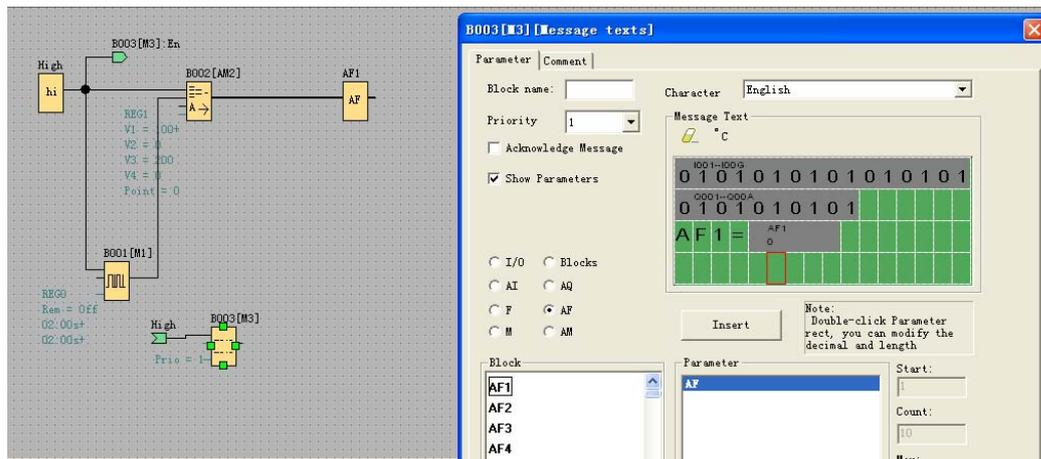 B003[M3]:En
High
hi
B002[AM2]
A→
AF1
AF
REG1
V1 = 100+
V2 = 0
V3 = 200
V4 = 0
Point = 0
B001[M1]
REG0
Rem = Off
02:00s+
02:00s+
High
B003[M3]
Prio = 1
B003[M3][Message texts]
Parameter
Comment
Block name:
Character
English
Priority
1
Message Text
°C
Acknowledge Message
Show Parameters
I001--I00G
0 1 0 1 0 1 0 1 0 1 0 1 0 1 0 1
Q001--Q00A
0 1 0 1 0 1 0 1 0 1
AF1=
AF1
0
I/O
Blocks
AI
AQ
F
AF
M
AM
Insert
Note:
Double-click Parameter
rect, you can modify the
decimal and length
Block
AF1
AF2
AF3
AF4
Parameter
AF
Start:
1
Count:
10